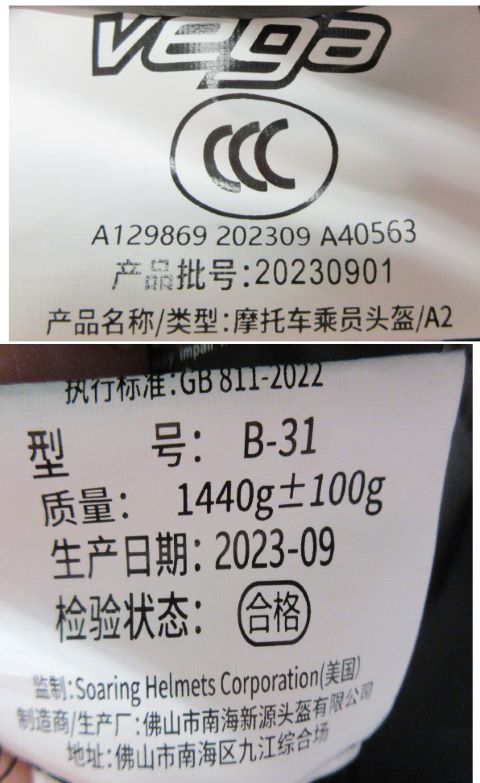 vega
CCC
A129869 202309 A40563
产品批号:20230901
产品名称/类型:摩托车乘员头盔/A2
执行标准:GB 811-2022
型 号: B-31
质量: 1440g±100g
生产日期: 2023-09
检验状态: 合格
监制:Soaring Helmets Corporation(美国)
制造商/生产厂:佛山市南海新源头盔有限公司
地址:佛山市南海区九江综合场